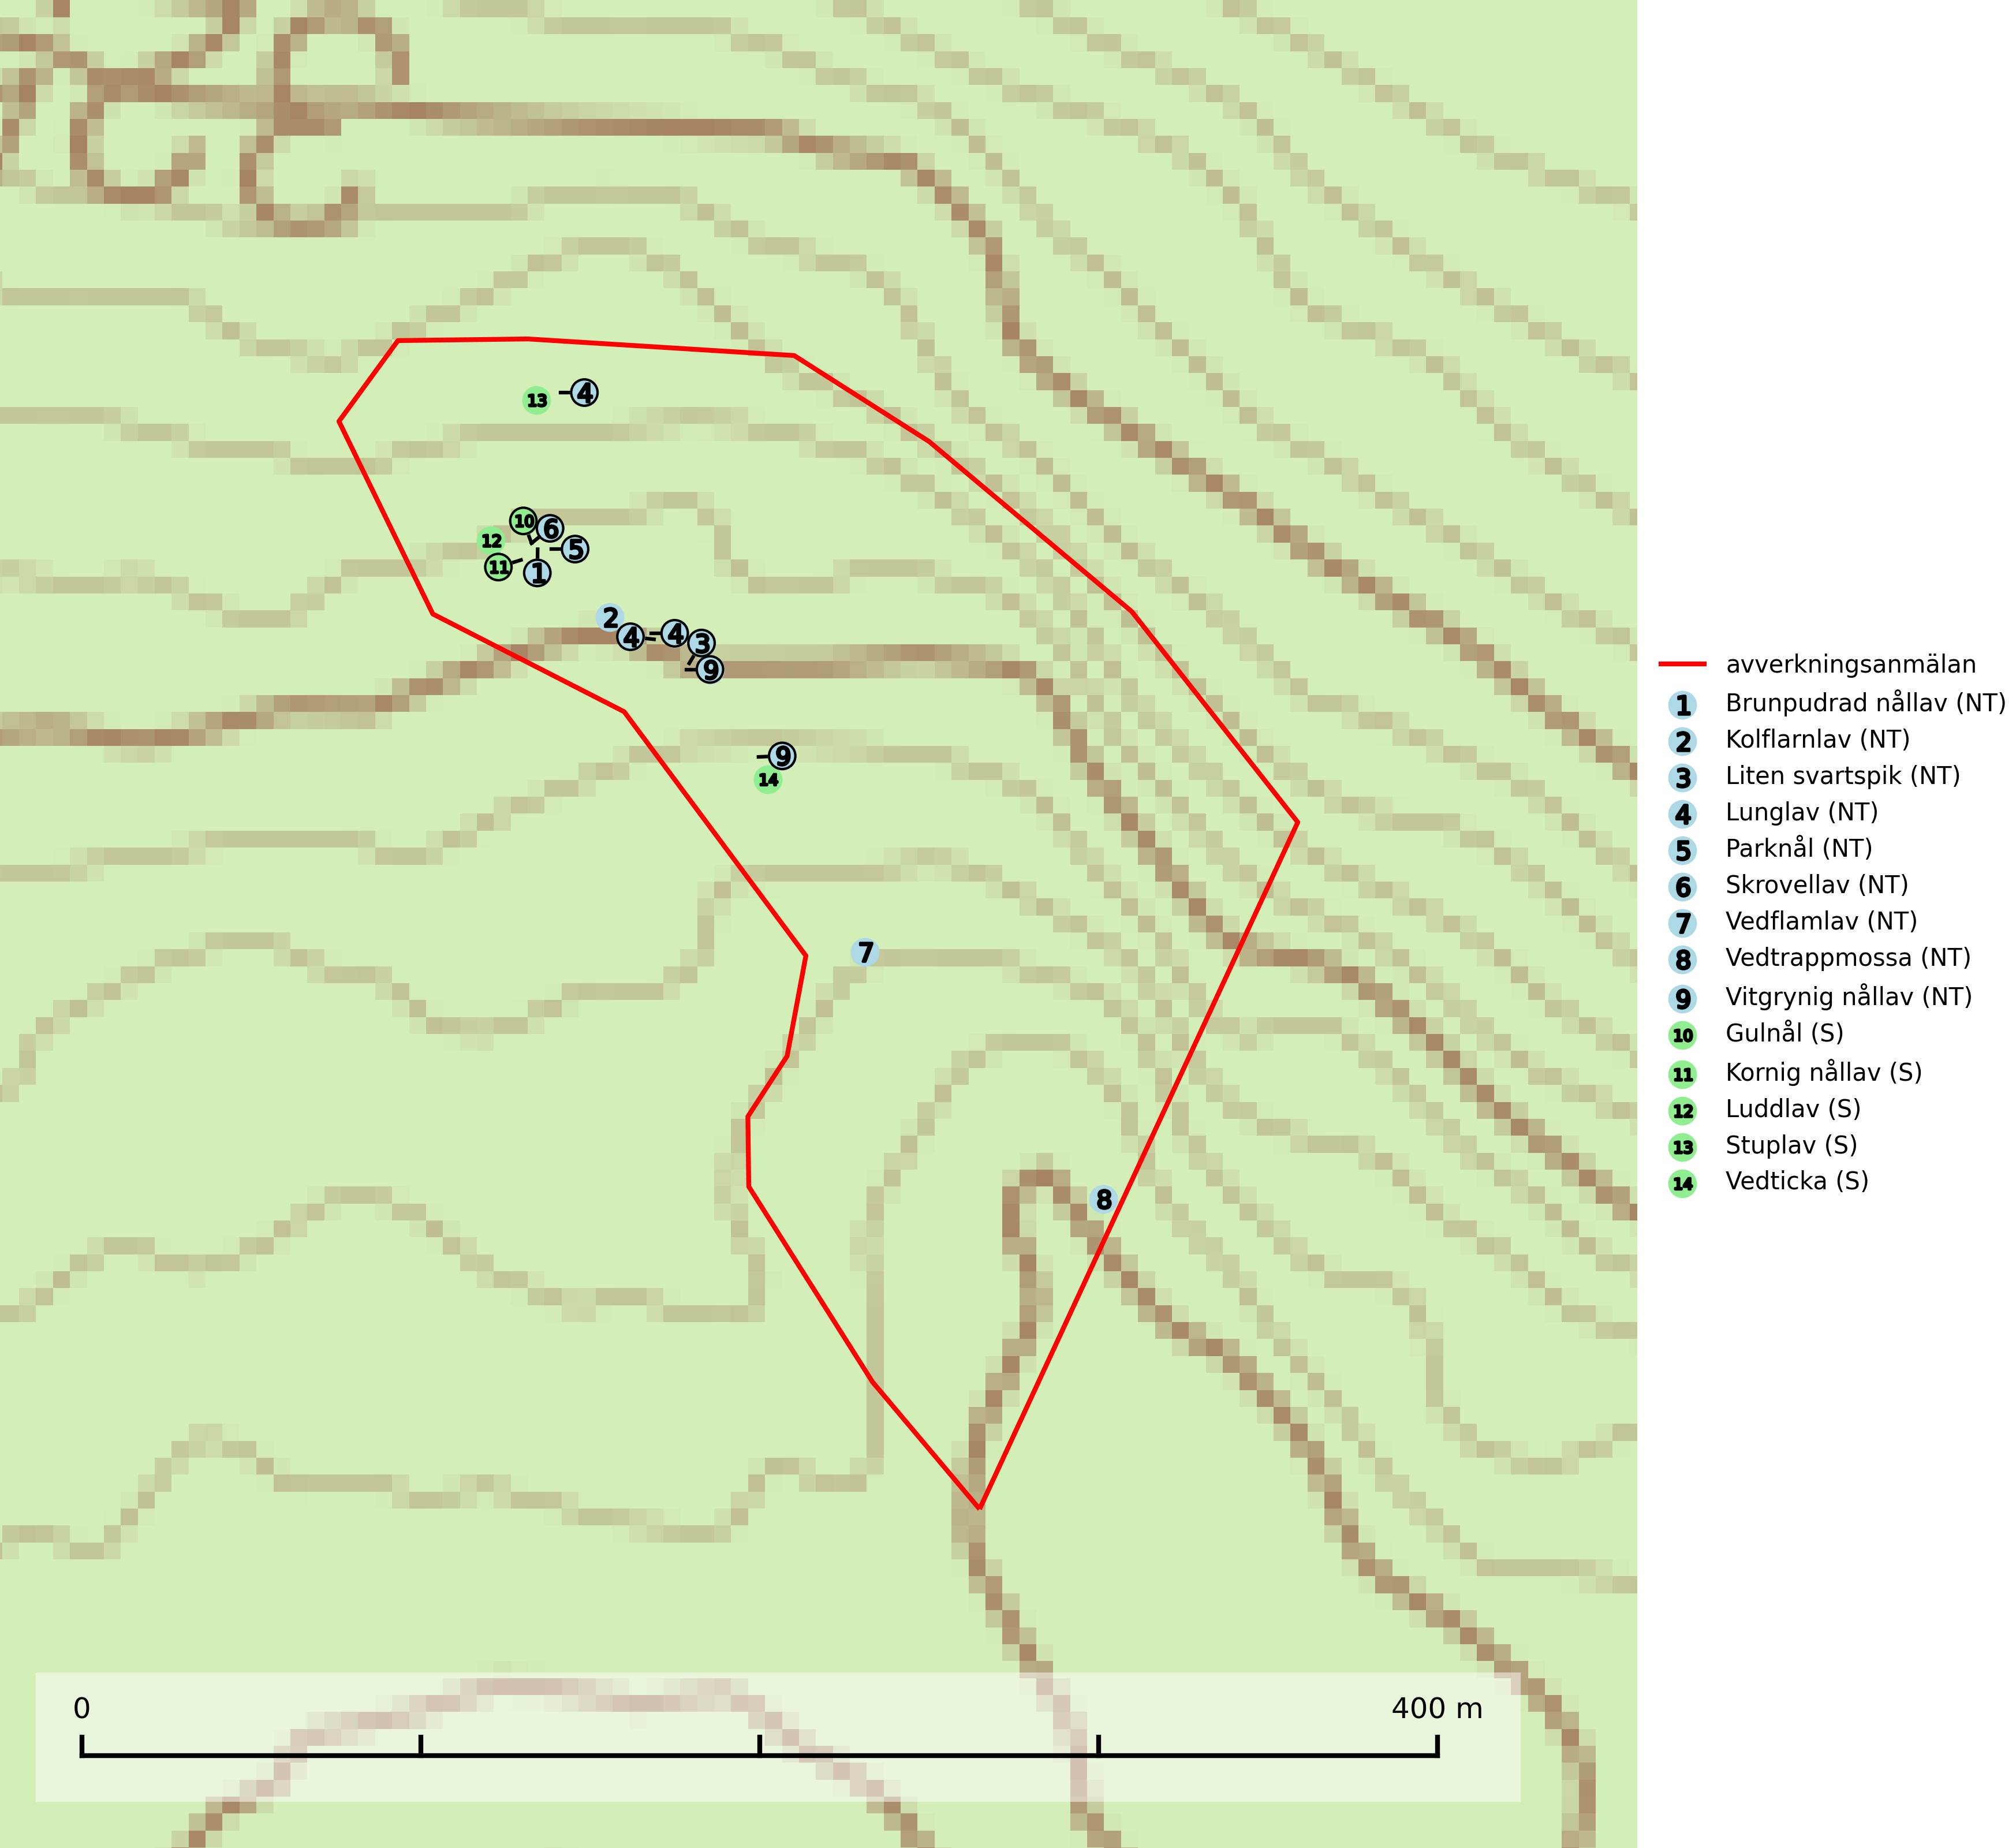 13
4
10
6
12
5
11
1
2
4
4
3
9
9
14
7
8
0
400 m
avverkningsanmälan
1 Brunpudrad nållav (NT)
2 Kolflarnlav (NT)
3 Liten svartspik (NT)
4 Lunglav (NT)
5 Parknål (NT)
6 Skrovellav (NT)
7 Vedflamlav (NT)
8 Vedtrappmossa (NT)
9 Vitgrynig nållav (NT)
10 Gulnål (S)
11 Kornig nållav (S)
12 Luddlav (S)
13 Stuplav (S)
14 Vedticka (S)